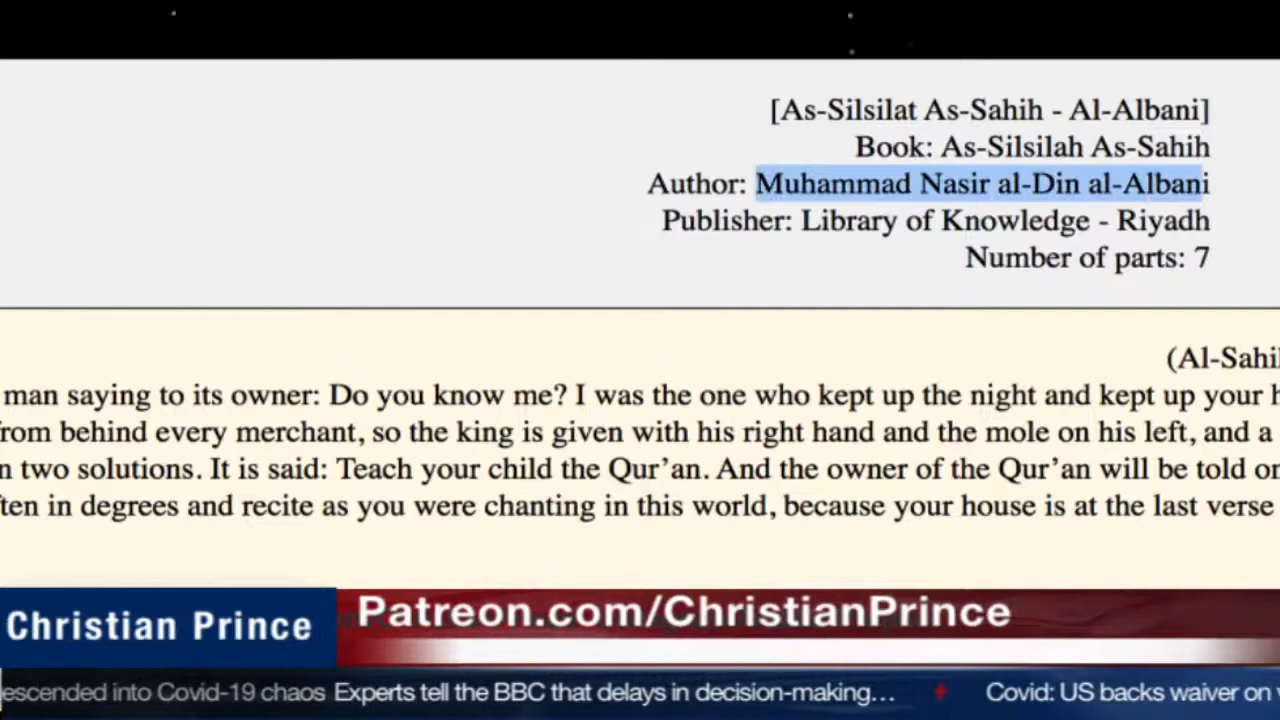 [As-Silsilat As-Sahih - Al-Albani]
Book: As-Silsilah As-Sahih
Author: Muhammad Nasir al-Din al-Albani
Publisher: Library of Knowledge - Riyadh
Number of parts: 7
man saying to its owner: Do you know me? I was the one who kept up the night and kept up your
behind every merchant, so the king is given with his right hand and the mole on his left, and a
two solutions. It is said: Teach your child the Qur’an. And the owner of the Qur’an will be told
in degrees and recite as you were chanting in this world, because your house is at the last verse
Christian Prince
Patreon.com/ChristianPrince
into Covid-19 chaos Experts tell the BBC that delays in decision-making... Covid: US backs waiver on